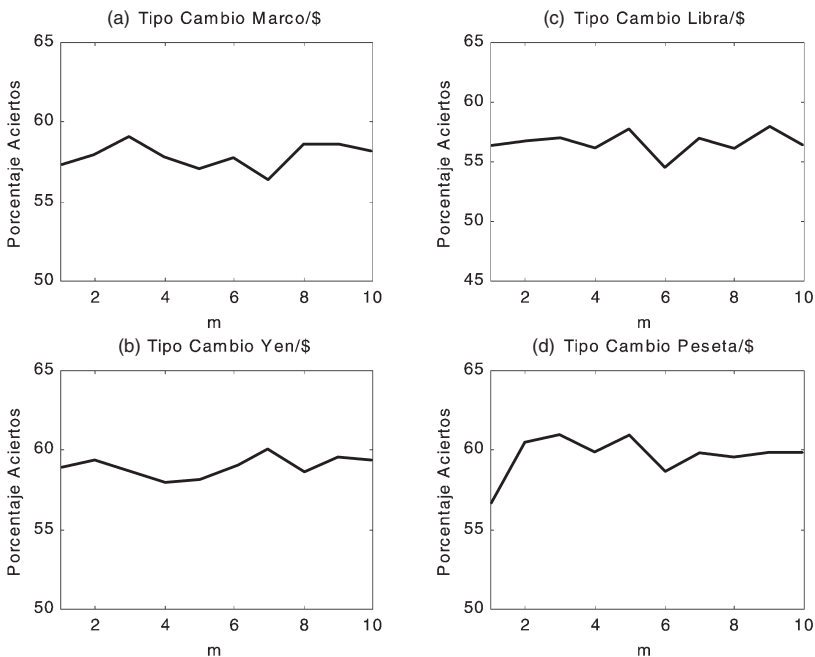 (a) Tipo Cambio Marco/$
65
60
55
50
Porcentaje Aciertos
2 4 6 8 10
m
(c) Tipo Cambio Libra/$
65
60
55
50
45
Porcentaje Aciertos
2 4 6 8 10
m
(b) Tipo Cambio Yen/$
65
60
55
50
Porcentaje Aciertos
2 4 6 8 10
m
(d) Tipo Cambio Peseta/$
65
60
55
50
Porcentaje Aciertos
2 4 6 8 10
m